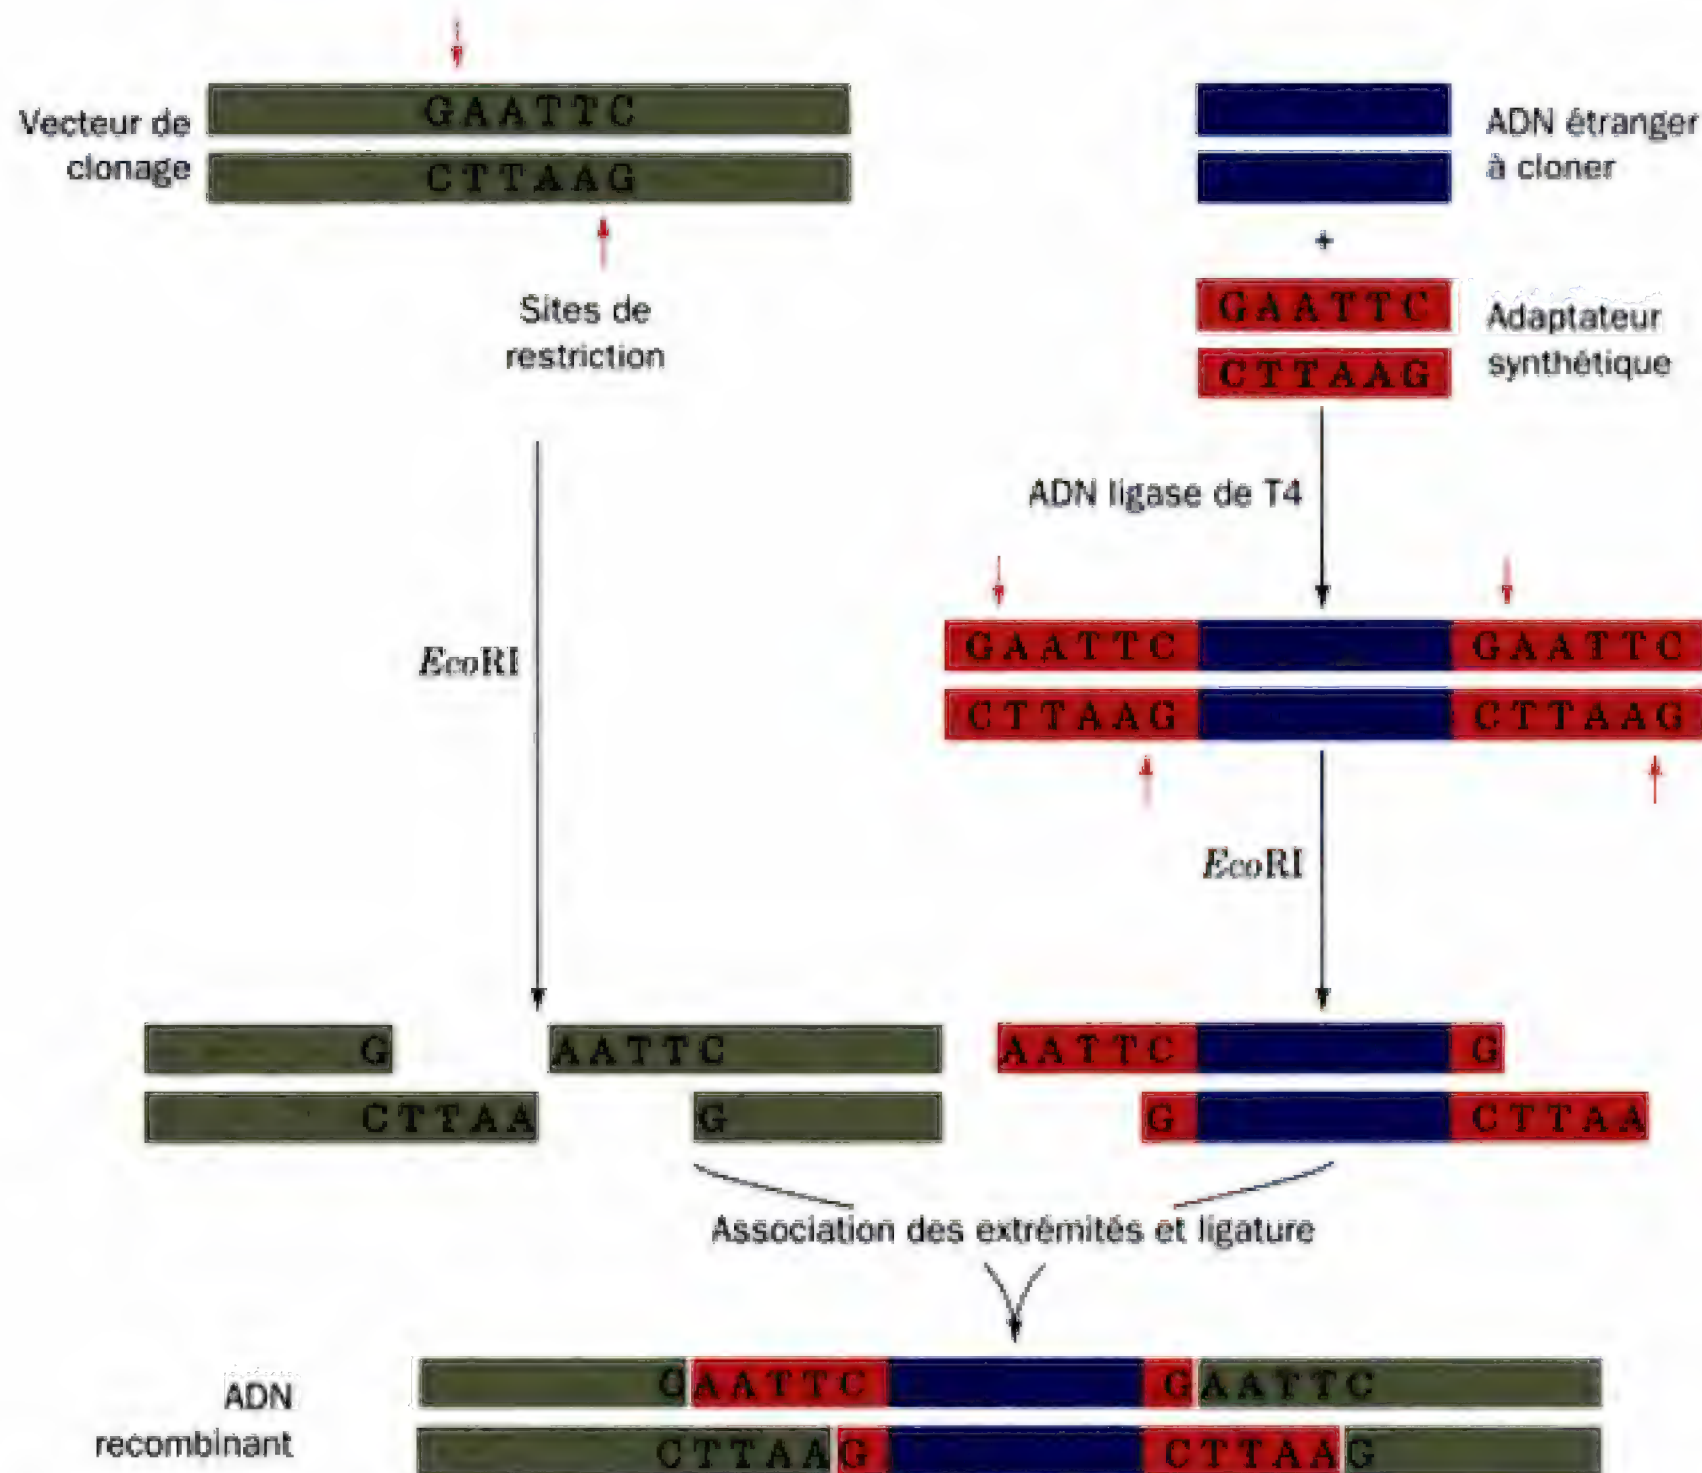 Vecteur de
clonage
GAATTC
CTTAAG
Sites de
restriction
ADN étranger
à cloner
+
GAATTC
CTTAAG
Adaptateur
synthétique
ADN ligase de T4
GAATTC GAATTC
CTTAAG CTTAAG
EcoRI
EcoRI
G AATTC
CTTAA G
AATTC G
G CTTAA
Association des extrémités et ligature
ADN
recombinant
GAATTC GAATTC
CTTAAG CTTAAG